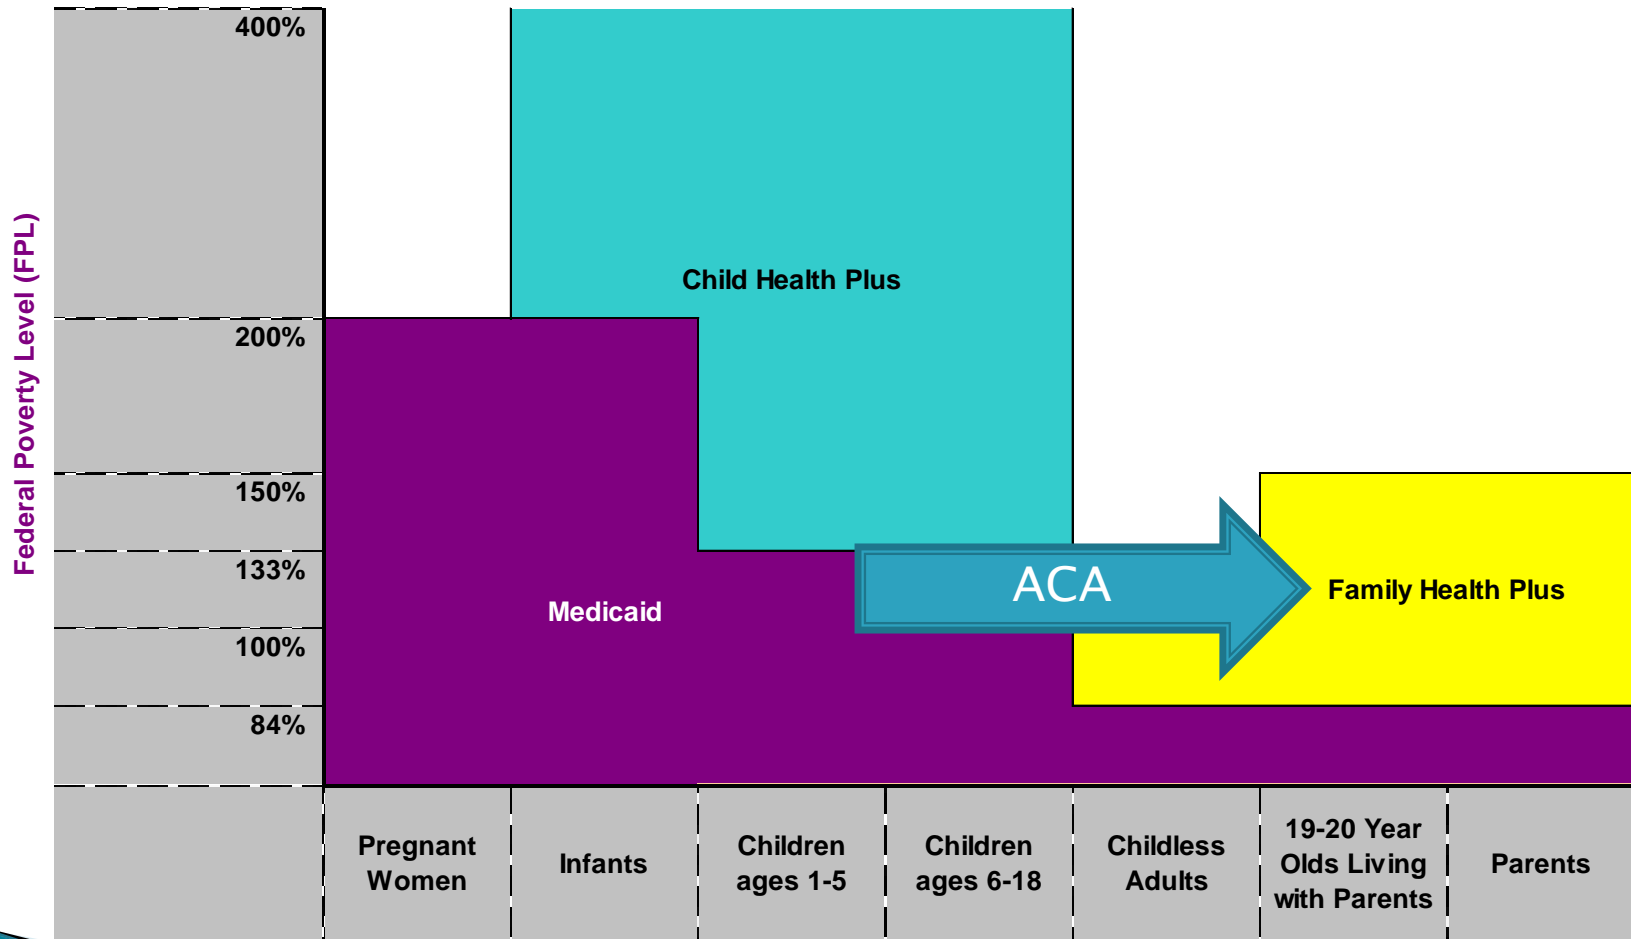 Federal Poverty Level (FPL)
400%
200%
150%
133%
100%
84%
Child Health Plus
Medicaid
ACA
Family Health Plus
Pregnant
Women
Infants
Children
ages 1-5
Children
ages 6-18
Childless
Adults
19-20 Year
Olds Living
with Parents
Parents